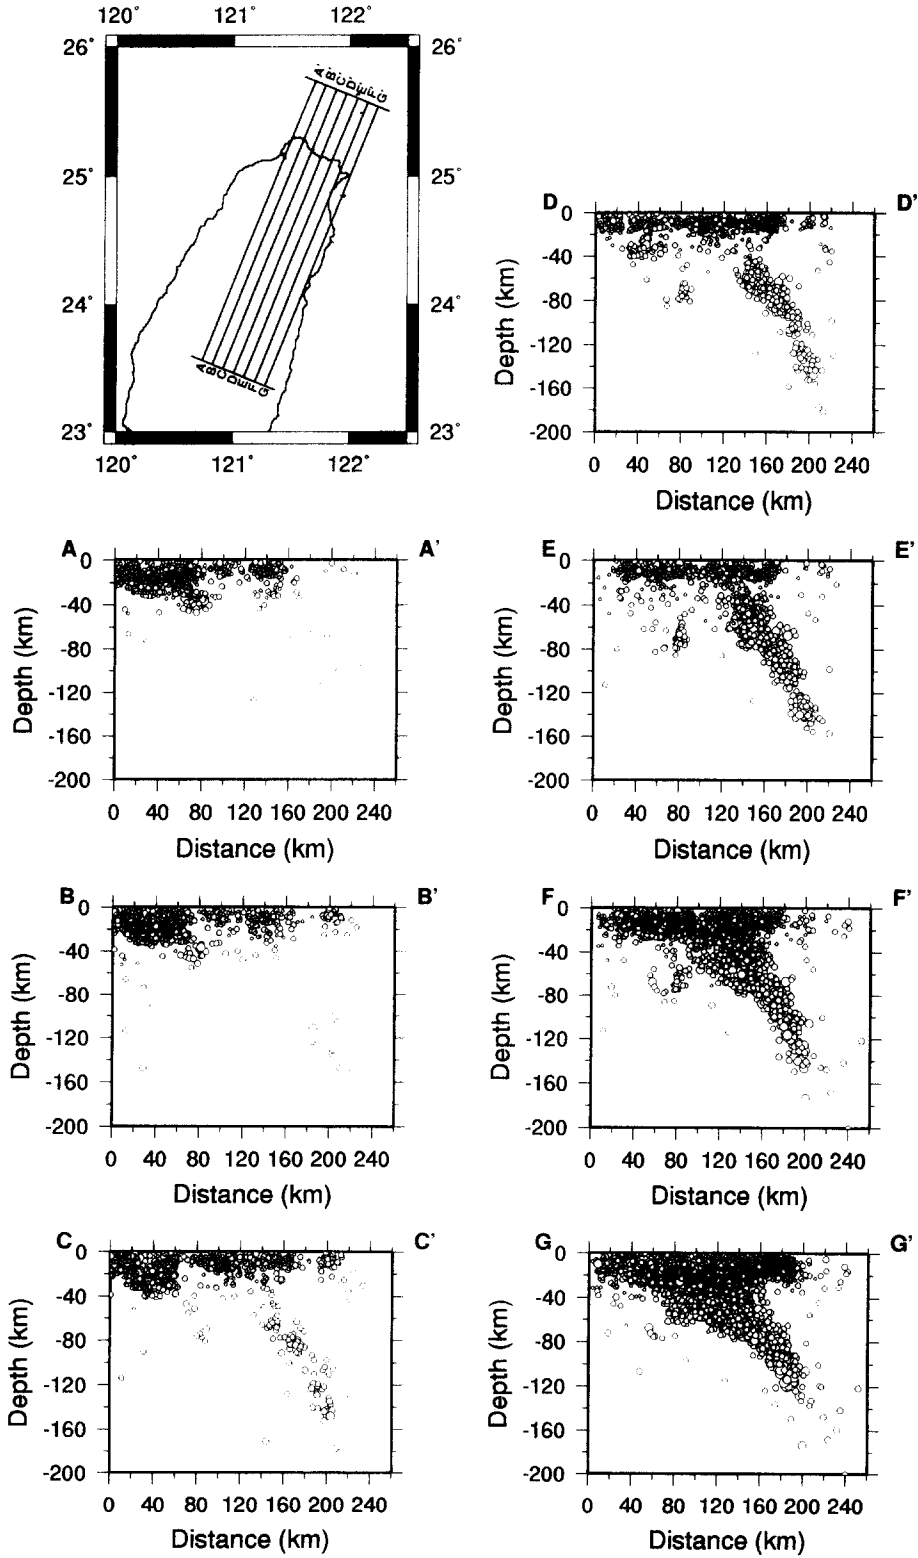 120° 121° 122°
26° 26°
A' B' C' D' E' F' G'
25° 25°
24° 24°
A B C D E F G
23° 23°
120° 121° 122°
D D'
0
-40
-80
-120
-160
-200
Depth (km)
0 40 80 120 160 200 240
Distance (km)
A A'
0
-40
-80
-120
-160
-200
Depth (km)
0 40 80 120 160 200 240
Distance (km)
E E'
0
-40
-80
-120
-160
-200
Depth (km)
0 40 80 120 160 200 240
Distance (km)
B B'
0
-40
-80
-120
-160
-200
Depth (km)
0 40 80 120 160 200 240
Distance (km)
F F'
0
-40
-80
-120
-160
-200
Depth (km)
0 40 80 120 160 200 240
Distance (km)
C C'
0
-40
-80
-120
-160
-200
Depth (km)
0 40 80 120 160 200 240
Distance (km)
G G'
0
-40
-80
-120
-160
-200
Depth (km)
0 40 80 120 160 200 240
Distance (km)